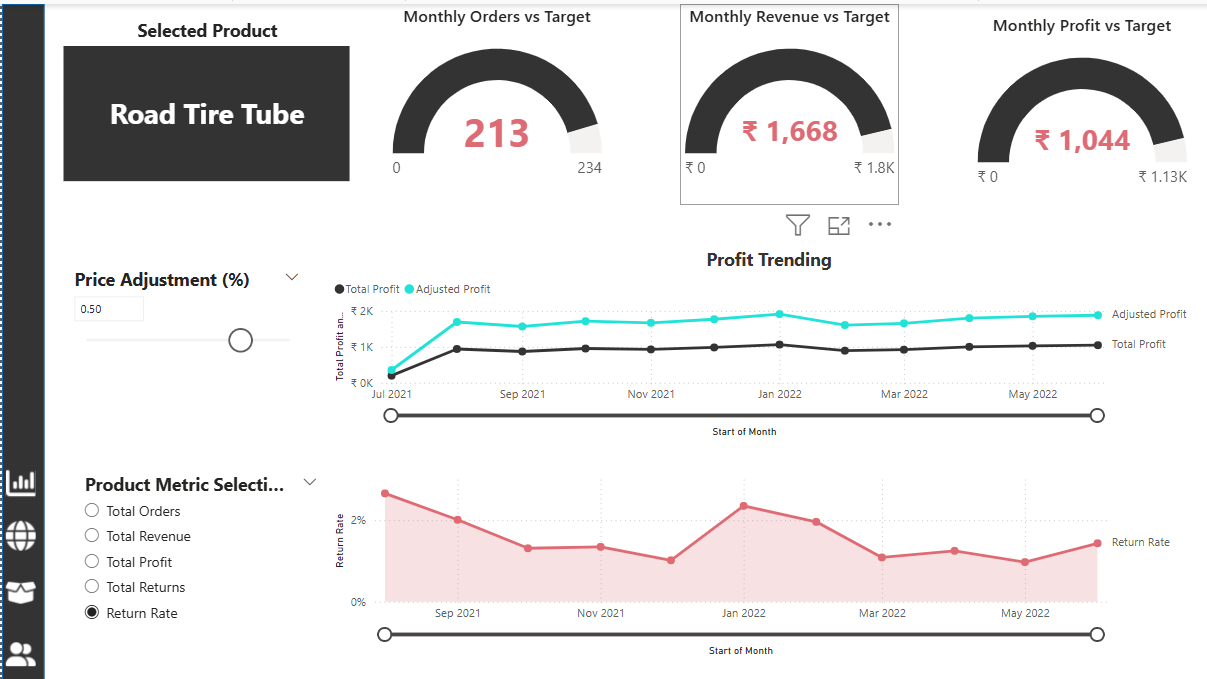 Selected Product
Road Tire Tube
Monthly Orders vs Target
213
0
234
Monthly Revenue vs Target
₹ 1,668
₹ 0
₹ 1.8K
Monthly Profit vs Target
₹ 1,044
₹ 0
₹ 1.13K
Price Adjustment (%)
0.50
Profit Trending
Total Profit
Adjusted Profit
Total Profit an...
₹ 2K
₹ 1K
₹ 0K
Adjusted Profit
Total Profit
Jul 2021
Sep 2021
Nov 2021
Jan 2022
Mar 2022
May 2022
Start of Month
Product Metric Selecti...
Total Orders
Total Revenue
Total Profit
Total Returns
Return Rate
Return Rate
2%
0%
Return Rate
Sep 2021
Nov 2021
Jan 2022
Mar 2022
May 2022
Start of Month